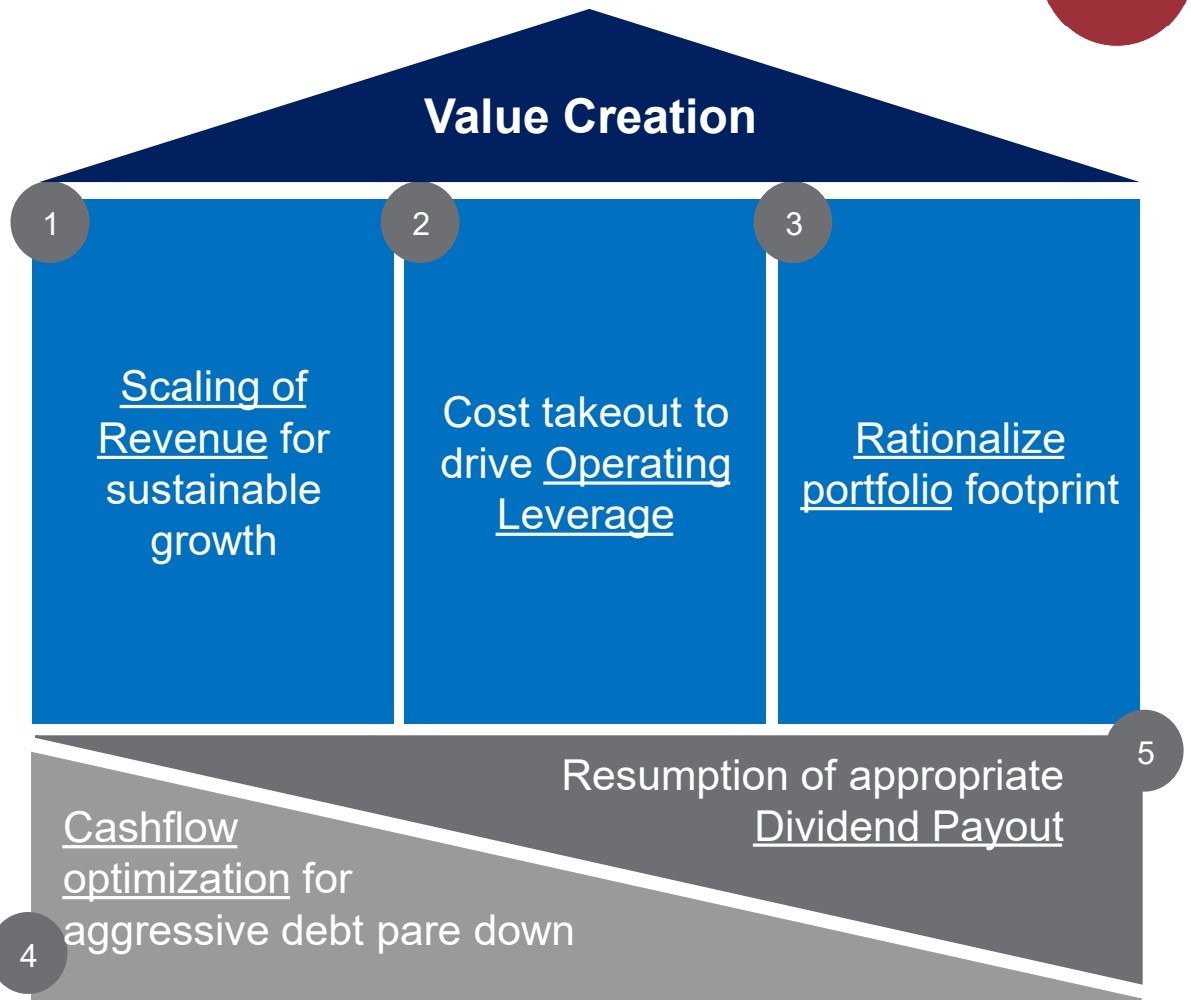 Value Creation
1
Scaling of
Revenue for
sustainable
growth
2
Cost takeout to
drive Operating
Leverage
3
Rationalize
portfolio footprint
4
Cashflow
optimization for
aggressive debt pare down
5
Resumption of appropriate
Dividend Payout